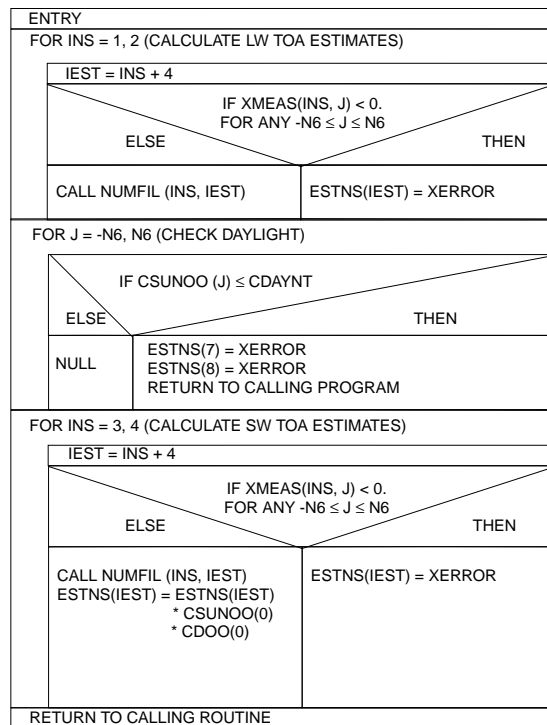 ENTRY
FOR INS = 1, 2 (CALCULATE LW TOA ESTIMATES)
IEST = INS + 4
IF XMEAS(INS, J) < 0.
FOR ANY -N6 ≤ J ≤ N6
ELSE
THEN
CALL NUMFIL (INS, IEST)
ESTNS(IEST) = XERROR
FOR J = -N6, N6 (CHECK DAYLIGHT)
IF CSUNOO (J) ≤ CDAYNT
ELSE
THEN
NULL
ESTNS(7) = XERROR
ESTNS(8) = XERROR
RETURN TO CALLING PROGRAM
FOR INS = 3, 4 (CALCULATE SW TOA ESTIMATES)
IEST = INS + 4
IF XMEAS(INS, J) < 0.
FOR ANY -N6 ≤ J ≤ N6
ELSE
THEN
CALL NUMFIL (INS, IEST)
ESTNS(IEST) = ESTNS(IEST)
* CSUNOO(0)
* CDOO(0)
ESTNS(IEST) = XERROR
RETURN TO CALLING ROUTINE